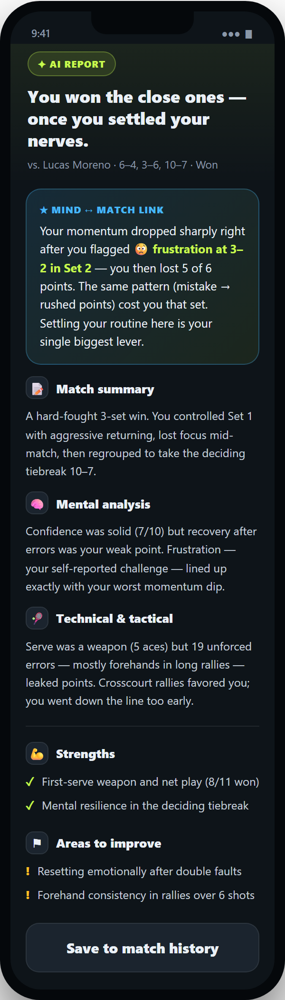 9:41
✦ AI REPORT
You won the close ones —
once you settled your
nerves.
vs. Lucas Moreno · 6–4, 3–6, 10–7 · Won
★ MIND ↔ MATCH LINK
Your momentum dropped sharply right
after you flagged 😳 frustration at 3–
2 in Set 2 — you then lost 5 of 6
points. The same pattern (mistake →
rushed points) cost you that set.
Settling your routine here is your
single biggest lever.
📝 Match summary
A hard-fought 3-set win. You controlled Set 1
with aggressive returning, lost focus mid-
match, then regrouped to take the deciding
tiebreak 10–7.
🧠 Mental analysis
Confidence was solid (7/10) but recovery after
errors was your weak point. Frustration —
your self-reported challenge — lined up
exactly with your worst momentum dip.
🎾 Technical & tactical
Serve was a weapon (5 aces) but 19 unforced
errors — mostly forehands in long rallies —
leaked points. Crosscourt rallies favored you;
you went down the line too early.
💪 Strengths
✓ First-serve weapon and net play (8/11 won)
✓ Mental resilience in the deciding tiebreak
⚑ Areas to improve
! Resetting emotionally after double faults
! Forehand consistency in rallies over 6 shots
Save to match history